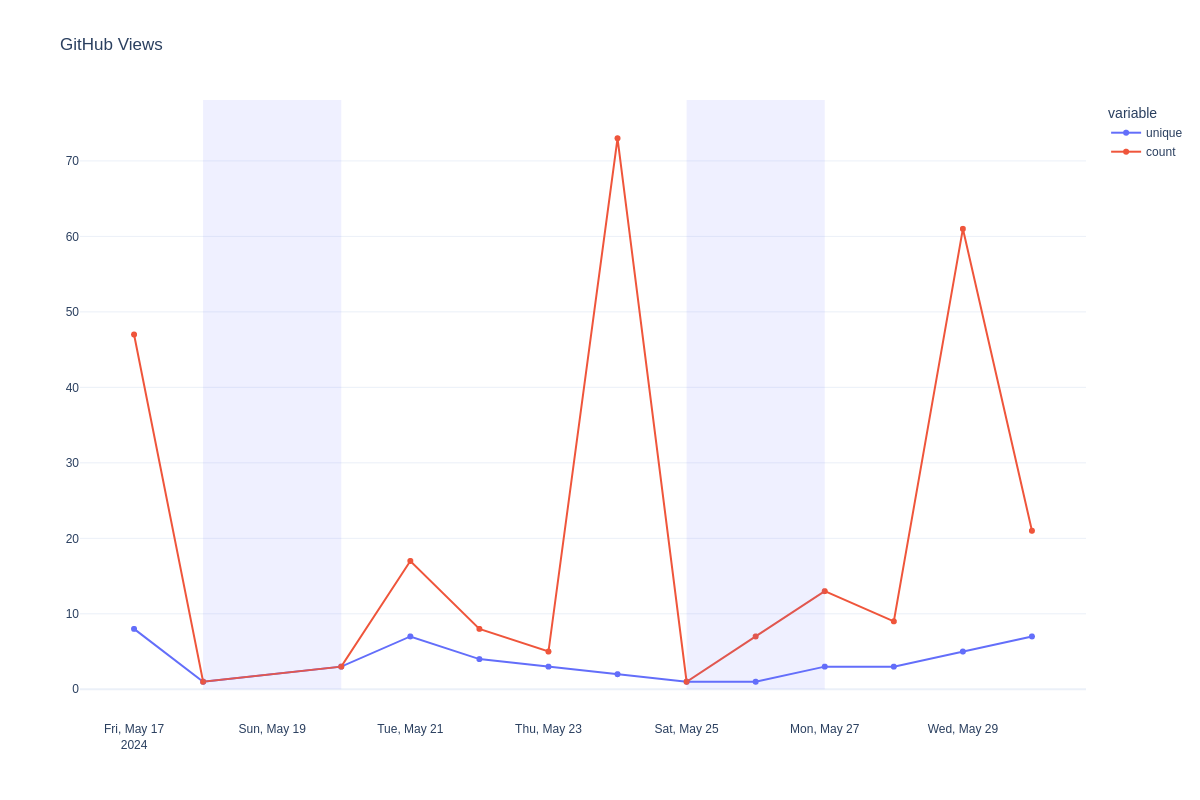 GitHub Views
variable
unique
count
70
60
50
40
30
20
10
0
Fri, May 17
2024
Sun, May 19
Tue, May 21
Thu, May 23
Sat, May 25
Mon, May 27
Wed, May 29